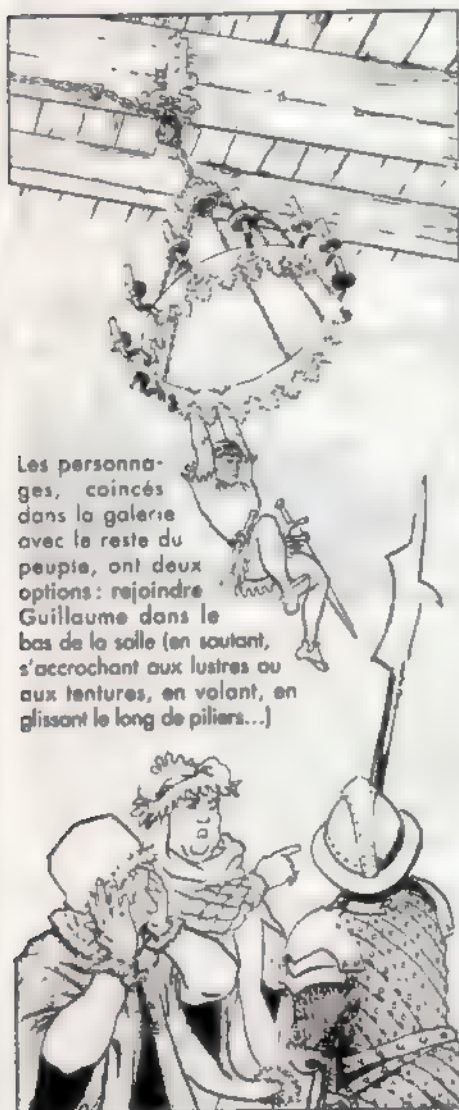 Les personna-
ges, coincés
dans la galerie
avec le reste du
peuple, ont deux
options : rejoindre
Guillaume dans le
bas de la salle (en sautant,
s'accrochant aux lustres ou
aux tentures, en volant, en
glissant le long de piliers...)